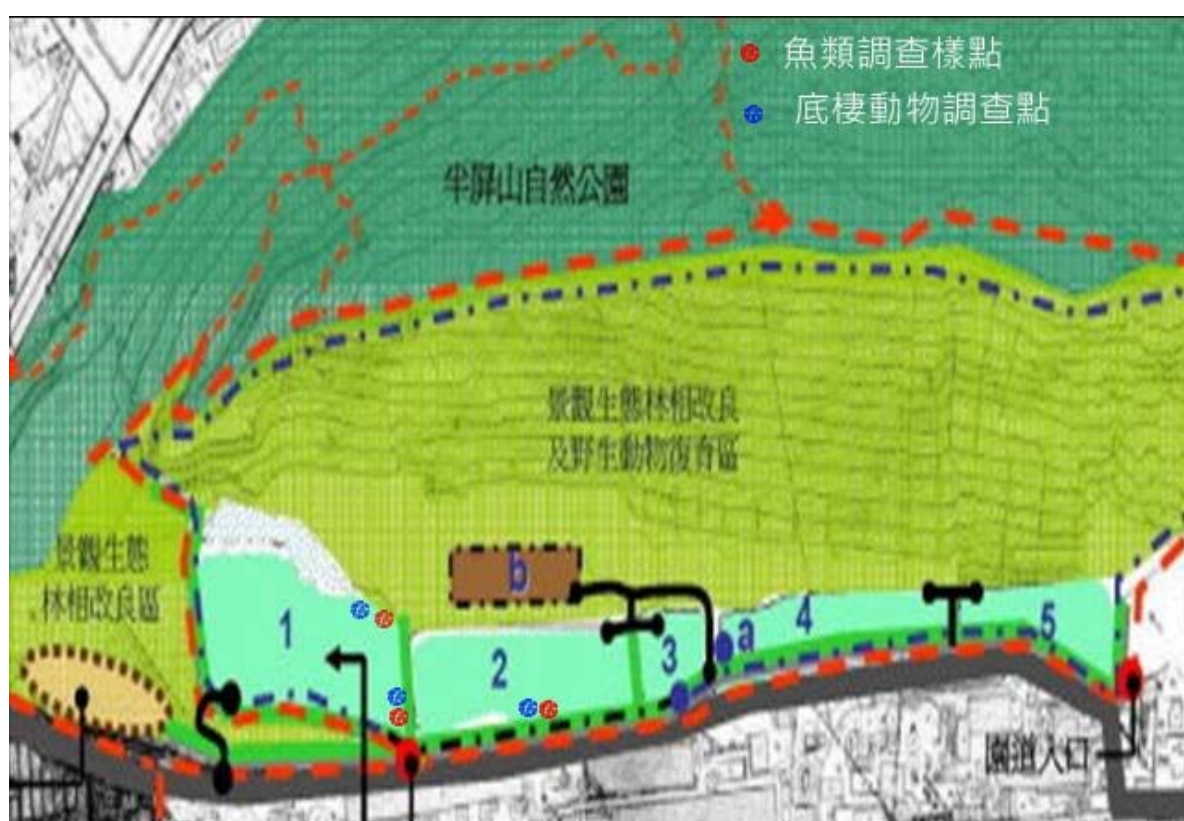 魚類調查樣點
底棲動物調查點
半屏山自然公園
景觀生態林相改良
及野生動物復育區
景觀生態
林相改良區
b
1
2
3
a
4
5
園道入口